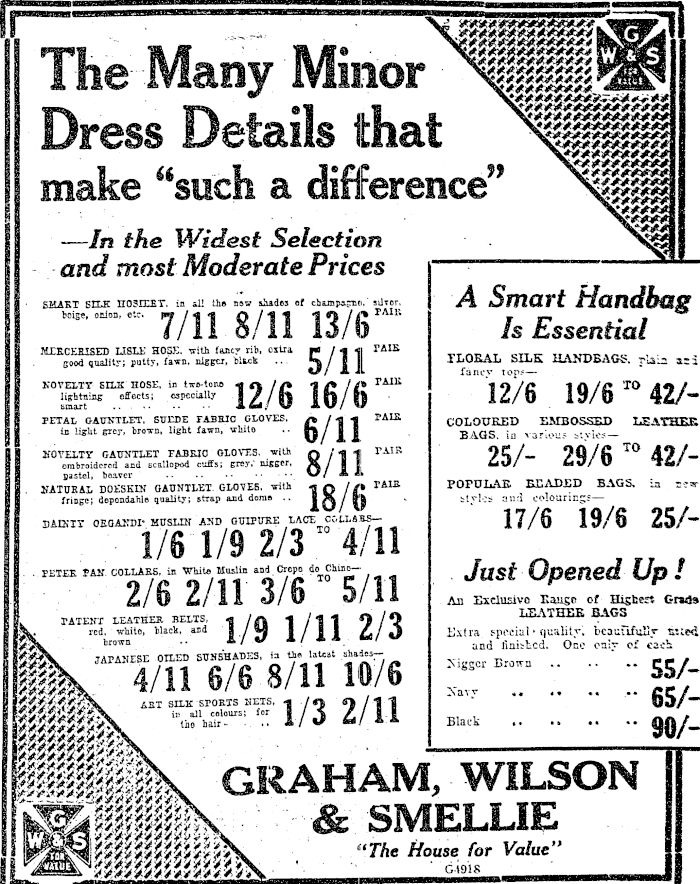 G
W & S
FOR
VALUE
The Many Minor
Dress Details that
make “such a difference”
—In the Widest Selection
and most Moderate Prices
SMART SILK HOSIERY, in all the new shades of champagne, silver,
beige, onion, etc. 7/11 8/11 13/6 PAIR
MERCERISED LISLE HOSE, with fancy rib, extra
good quality; putty, fawn, nigger, black .. 5/11 PAIR
NOVELTY SILK HOSE, in two-tone
lightning effects; especially
smart .. .. .. .. 12/6 16/6 PAIR
PETAL GAUNTLET, SUEDE FABRIC GLOVES,
in light grey, brown, light fawn, white .. 6/11 PAIR
NOVELTY GAUNTLET FABRIC GLOVES, with
embroidered and scalloped cuffs; grey, nigger,
pastel, beaver .. .. .. .. 8/11 PAIR
NATURAL DOESKIN GAUNTLET GLOVES, with
fringe; dependable quality; strap and dome .. 18/6 PAIR
DAINTY ORGANDI MUSLIN AND GUIPURE LACE COLLARS—
1/6 1/9 2/3 TO 4/11
PETER PAN COLLARS, in White Muslin and Crepe de Chine—
2/6 2/11 3/6 TO 5/11
PATENT LEATHER BELTS,
red, white, black, and
brown .. .. 1/9 1/11 2/3
JAPANESE OILED SUNSHADES, in the latest shades—
4/11 6/6 8/11 10/6
ART SILK SPORTS NETS,
in all colours; for
the hair .. .. 1/3 2/11
A Smart Handbag
Is Essential
FLORAL SILK HANDBAGS, plain and
fancy tops—
12/6 19/6 TO 42/-
COLOURED EMBOSSED LEATHER
BAGS, in various styles—
25/- 29/6 TO 42/-
POPULAR BEADED BAGS, in new
styles and colourings—
17/6 19/6 25/-
Just Opened Up!
An Exclusive Range of Highest Grade
LEATHER BAGS
Extra special quality, beautifully fitted
and finished. One only of each
Nigger Brown .. .. .. 55/-
Navy .. .. .. .. 65/-
Black .. .. .. .. 90/-
GRAHAM, WILSON
& SMELLIE
“The House for Value”
G4918
G
W & S
FOR
VALUE